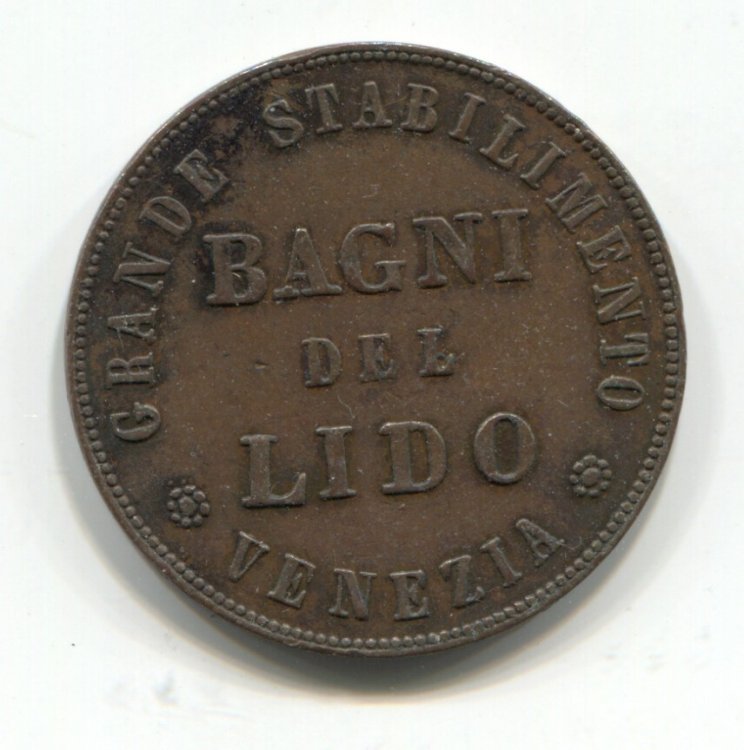 GRANDE STABILIMENTO
BAGNI
DEL
LIDO
VENEZIA